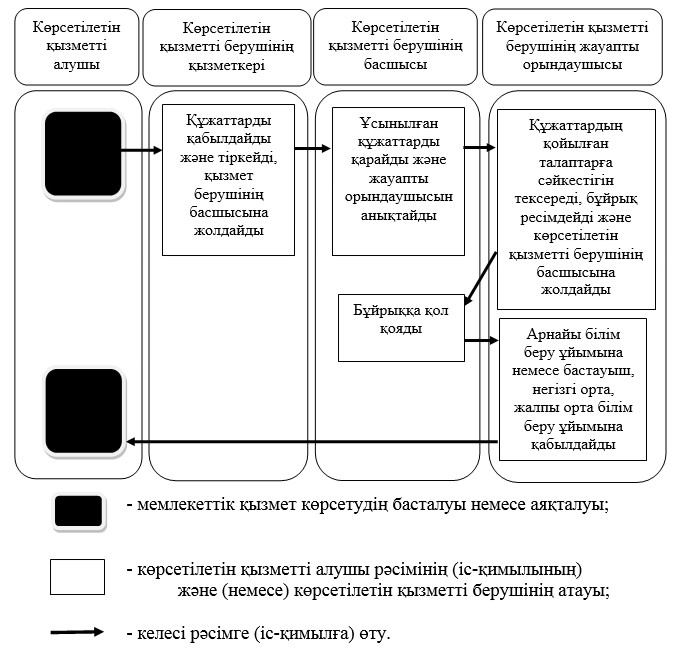 Көрсетілетін
қызметті
алушы
Көрсетілетін
қызметті берушінің
қызметкері
Көрсетілетін
қызметті берушінің
басшысы
Көрсетілетін қызметті
берушінің жауапты
орындаушысы
Құжаттарды
қабылдайды
және тіркейді,
қызмет
берушінің
басшысына
жолдайды
Ұсынылған
құжаттарды
қарайды және
жауапты
орындаушысын
анықтайды
Құжаттардың
қойылған
талаптарға
сәйкестігін
тексереді, бұйрық
ресімдейді және
көрсетілетін
қызметті берушінің
басшысына
жолдайды
Бұйрыққа қол
қояды
Арнайы білім
беру ұйымына
немесе бастауыш,
негізгі орта,
жалпы орта білім
беру ұйымына
қабылдайды
- мемлекеттік қызмет көрсетудің басталуы немесе аяқталуы;
- көрсетілетін қызметті алушы рәсімінің (іс-қимылының)
және (немесе) көрсетілетін қызметті берушінің атауы;
- келесі рәсімге (іс-қимылға) өту.